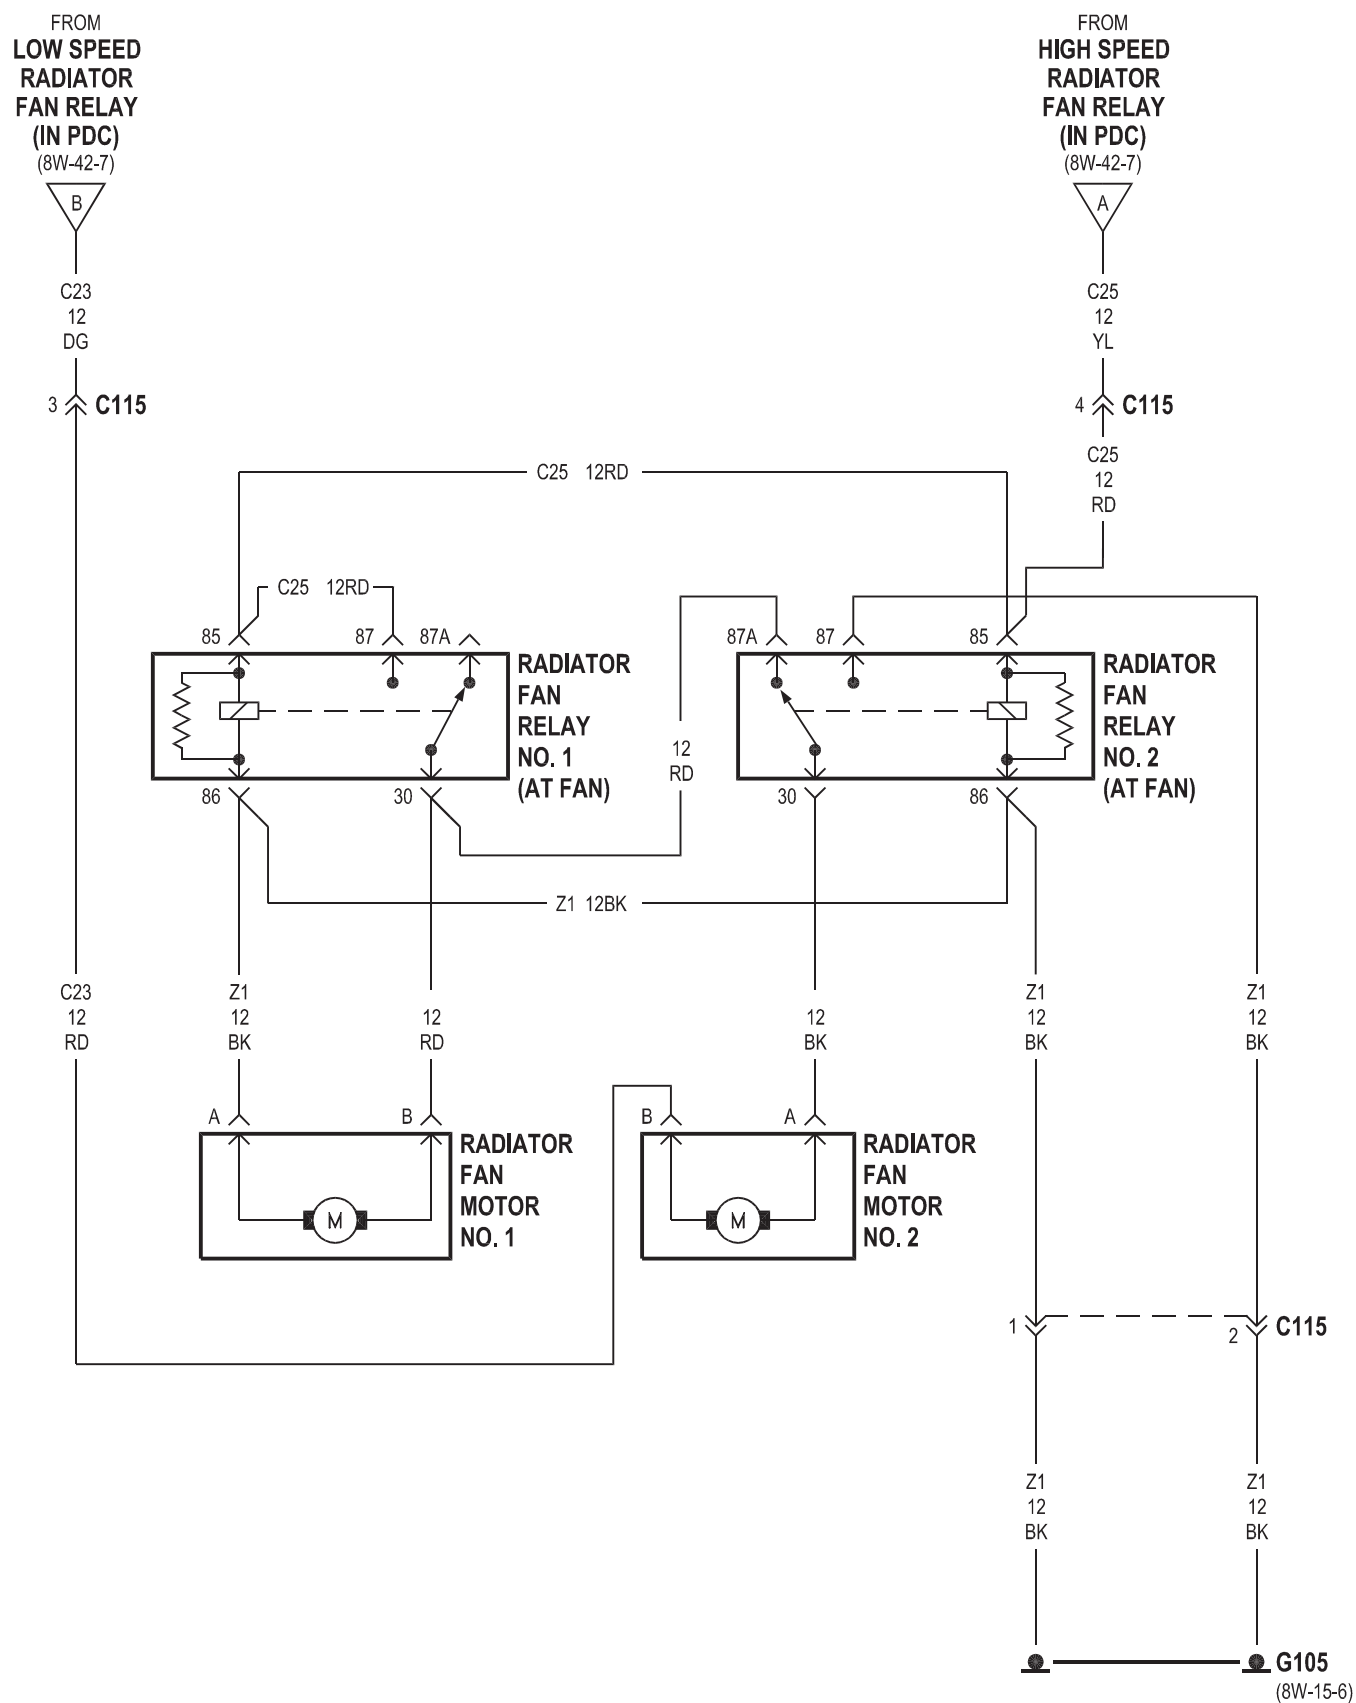 FROM
LOW SPEED
RADIATOR
FAN RELAY
(IN PDC)
(8W-42-7)
B
C23
12
DG
3 C115
FROM
HIGH SPEED
RADIATOR
FAN RELAY
(IN PDC)
(8W-42-7)
A
C25
12
YL
4 C115
C25
12
RD
C25 12RD
C25 12RD
85 87 87A
RADIATOR
FAN
RELAY
NO. 1
(AT FAN)
86 30
12
RD
87A 87 85
RADIATOR
FAN
RELAY
NO. 2
(AT FAN)
30 86
Z1 12BK
C23
12
RD
Z1
12
BK
12
RD
12
BK
Z1
12
BK
Z1
12
BK
A B
M
RADIATOR
FAN
MOTOR
NO. 1
B A
M
RADIATOR
FAN
MOTOR
NO. 2
1 2 C115
Z1
12
BK
Z1
12
BK
G105
(8W-15-6)